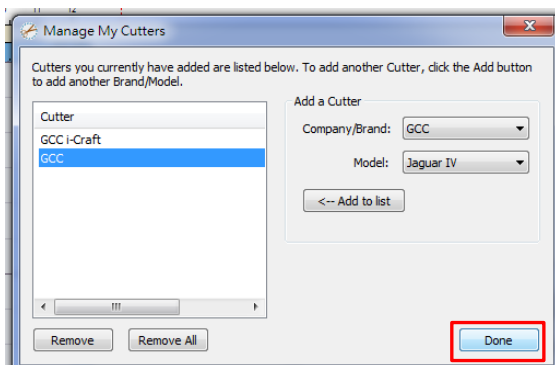 Manage My Cutters
Cutters you currently have added are listed below. To add another Cutter, click the Add button
to add another Brand/Model.
Cutter
GCC i-Craft
GCC
Add a Cutter
Company/Brand: GCC
Model: Jaguar IV
<-- Add to list
Remove
Remove All
Done